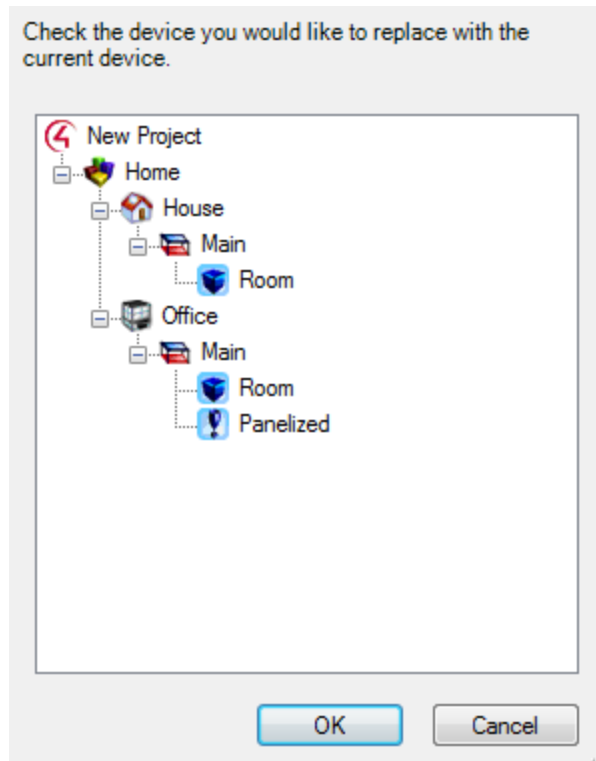 Check the device you would like to replace with the
current device.
New Project
Home
House
Main
Room
Office
Main
Room
Panelized
OK
Cancel